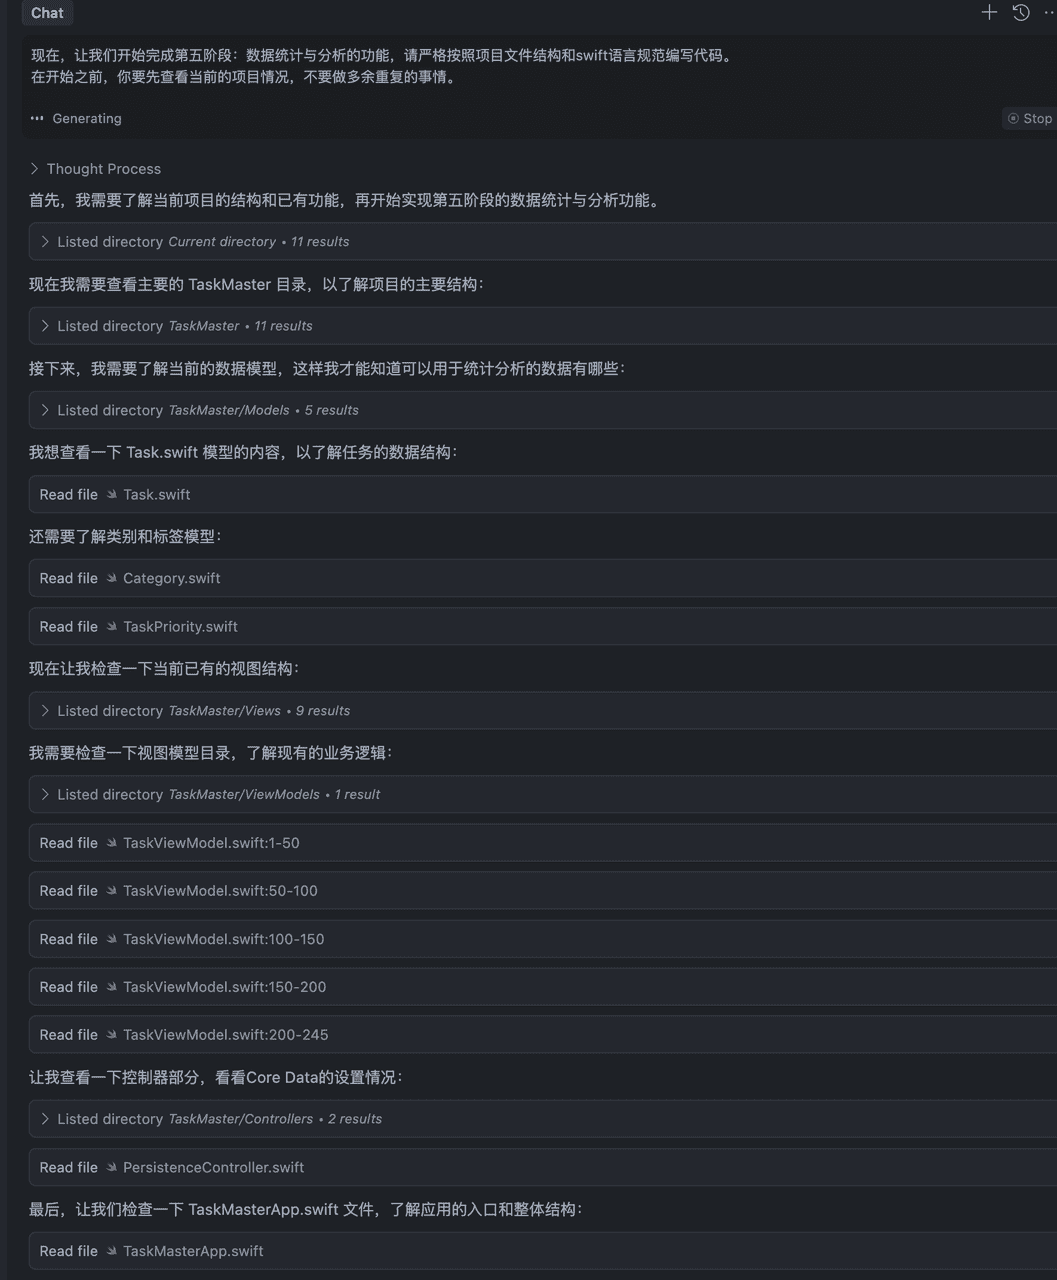 Chat
现在，让我们开始完成第五阶段：数据统计与分析的功能，请严格按照项目文件结构和swift语言规范编写代码。
在开始之前，你要先查看当前的项目情况，不要做多余重复的事情。
Generating
Stop
Thought Process
首先，我需要了解当前项目的结构和已有功能，再开始实现第五阶段的数据统计与分析功能。
Listed directory Current directory • 11 results
现在我需要查看主要的 TaskMaster 目录，以了解项目的主要结构：
Listed directory TaskMaster • 11 results
接下来，我需要了解当前的数据模型，这样我才能知道可以用于统计分析的数据有哪些：
Listed directory TaskMaster/Models • 5 results
我想查看一下 Task.swift 模型的内容，以了解任务的数据结构：
Read file Task.swift
还需要了解类别和标签模型：
Read file Category.swift
Read file TaskPriority.swift
现在让我检查一下当前已有的视图结构：
Listed directory TaskMaster/Views • 9 results
我需要检查一下视图模型目录，了解现有的业务逻辑：
Listed directory TaskMaster/ViewModels • 1 result
Read file TaskViewModel.swift:1-50
Read file TaskViewModel.swift:50-100
Read file TaskViewModel.swift:100-150
Read file TaskViewModel.swift:150-200
Read file TaskViewModel.swift:200-245
让我查看一下控制器部分，看看Core Data的设置情况：
Listed directory TaskMaster/Controllers • 2 results
Read file PersistenceController.swift
最后，让我们检查一下 TaskMasterApp.swift 文件，了解应用的入口和整体结构：
Read file TaskMasterApp.swift